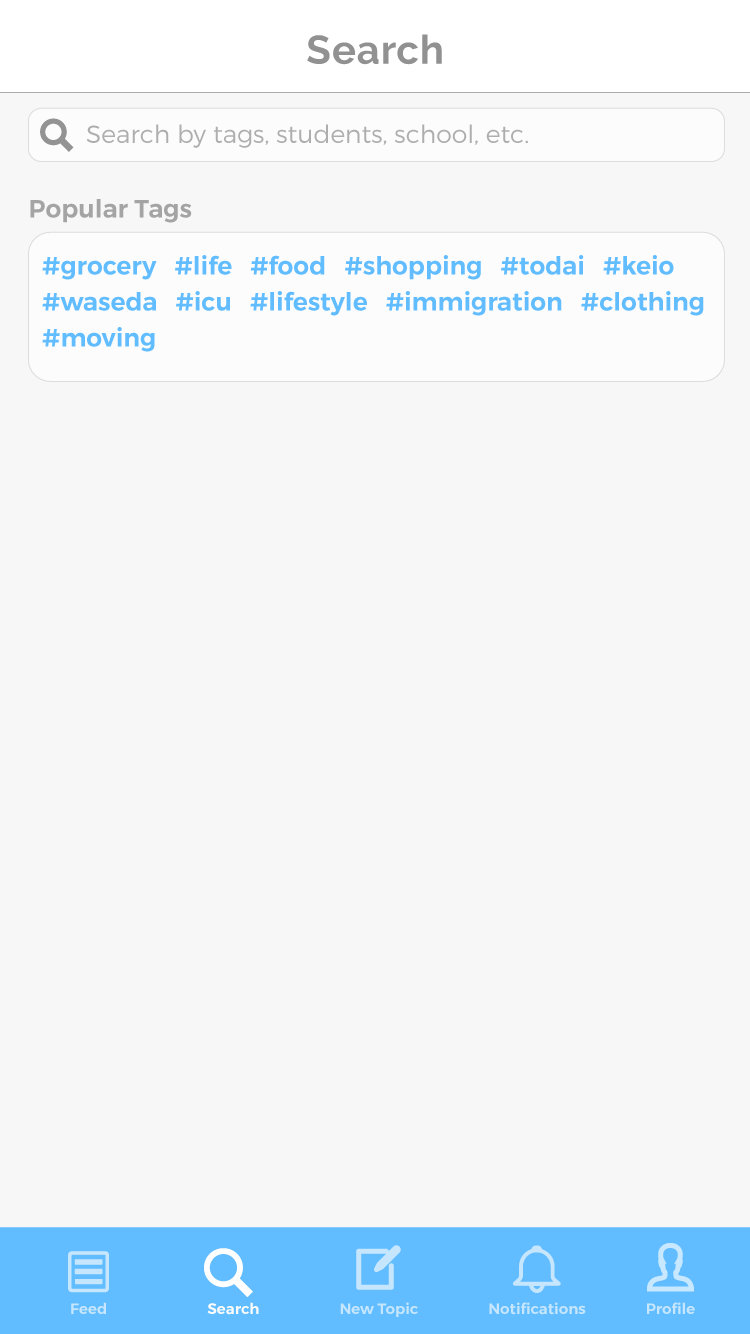 Search
Search by tags, students, school, etc.
Popular Tags
#grocery #life #food #shopping #todai #keio
#waseda #icu #lifestyle #immigration #clothing
#moving
Feed Search New Topic Notifications Profile